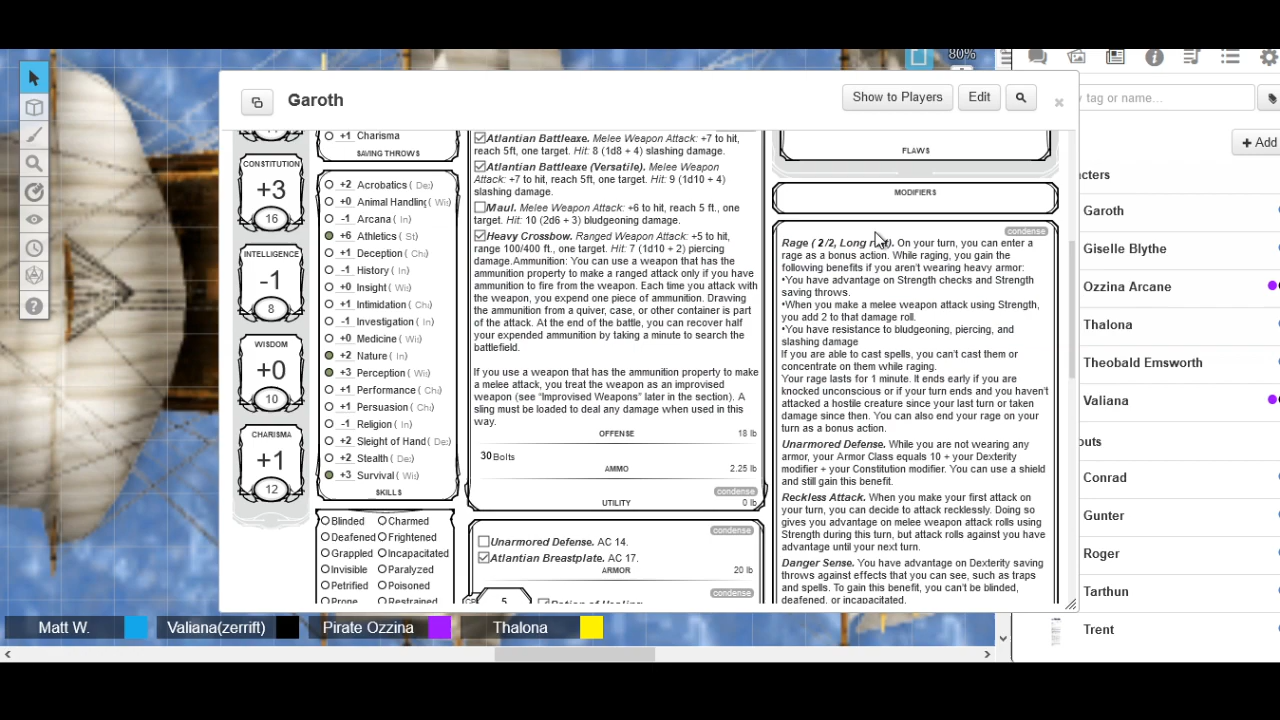 80%
Garoth
Show to Players
Edit
CONSTITUTION
+3
16
INTELLIGENCE
-1
8
WISDOM
+0
10
CHARISMA
+1
12
+1 Charisma
SAVING THROWS
+2 Acrobatics ( De
+0 Animal Handling Wi
-1 Arcana ( In)
+6 Athletics ( St)
+1 Deception ( Ch
-1 History ( In)
+0 Insight ( Wi
+1 Intimidation ( Ch
-1 Investigation ( In)
+0 Medicine ( Wi
+2 Nature ( In)
+3 Perception ( Wi
+1 Performance ( Ch
+1 Persuasion ( Ch
-1 Religion ( In)
+2 Sleight of Hand( De
+2 Stealth ( De
+3 Survival ( Wi
SKILLS
Blinded Charmed
Deafened Frightened
Grappled Incapacitated
Invisible Paralyzed
Petrified Poisoned
Prone Restrained
Atlantian Battleaxe. Melee Weapon Attack: +7 to hit,
reach 5ft, one target. Hit: 8 (1d8 + 4) slashing damage.
Atlantian Battleaxe (Versatile). Melee Weapon
Attack: +7 to hit, reach 5ft, one target. Hit: 9 (1d10 + 4)
slashing damage.
Maul. Melee Weapon Attack: +6 to hit, reach 5 ft., one
target. Hit: 10 (2d6 + 3) bludgeoning damage.
Heavy Crossbow. Ranged Weapon Attack: +5 to hit,
range 100/400 ft., one target. Hit: 7 (1d10 + 2) piercing
damage.Ammunition: You can use a weapon that has the
ammunition property to make a ranged attack only if you have
ammunition to fire from the weapon. Each time you attack with
the weapon, you expend one piece of ammunition. Drawing
the ammunition from a quiver, case, or other container is part
of the attack. At the end of the battle, you can recover half
your expended ammunition by taking a minute to search the
battlefield.
If you use a weapon that has the ammunition property to make
a melee attack, you treat the weapon as an improvised
weapon (see "Improvised Weapons" later in the section). A
sling must be loaded to deal any damage when used in this
way.
OFFENSE 18 lb
30 Bolts
AMMO 2.25 lb
condense
UTILITY 0 lb
condense
Unarmored Defense. AC 14.
Atlantian Breastplate. AC 17.
ARMOR 20 lb
condense
5
Potion of Healing
FLAWS
MODIFIERS
condense
Rage ( 2/2, Long r ). On your turn, you can enter a
rage as a bonus action. While raging, you gain the
following benefits if you aren't wearing heavy armor:
•You have advantage on Strength checks and Strength
saving throws.
•When you make a melee weapon attack using Strength,
you add 2 to that damage roll.
•You have resistance to bludgeoning, piercing, and
slashing damage
If you are able to cast spells, you can't cast them or
concentrate on them while raging.
Your rage lasts for 1 minute. It ends early if you are
knocked unconscious or if your turn ends and you haven't
attacked a hostile creature since your last turn or taken
damage since then. You can also end your rage on your
turn as a bonus action.
Unarmored Defense. While you are not wearing any
armor, your Armor Class equals 10 + your Dexterity
modifier + your Constitution modifier. You can use a shield
and still gain this benefit.
Reckless Attack. When you make your first attack on
your turn, you can decide to attack recklessly. Doing so
gives you advantage on melee weapon attack rolls using
Strength during this turn, but attack rolls against you have
advantage until your next turn.
Danger Sense. You have advantage on Dexterity saving
throws against effects that you can see, such as traps
and spells. To gain this benefit, you can't be blinded,
deafened, or incapacitated.
y tag or name...
+ Add
cters
Garoth
Giselle Blythe
Ozzina Arcane
Thalona
Theobald Emsworth
Valiana
outs
Conrad
Gunter
Roger
Tarthun
Trent
Matt W.
Valiana(zerrift)
Pirate Ozzina
Thalona